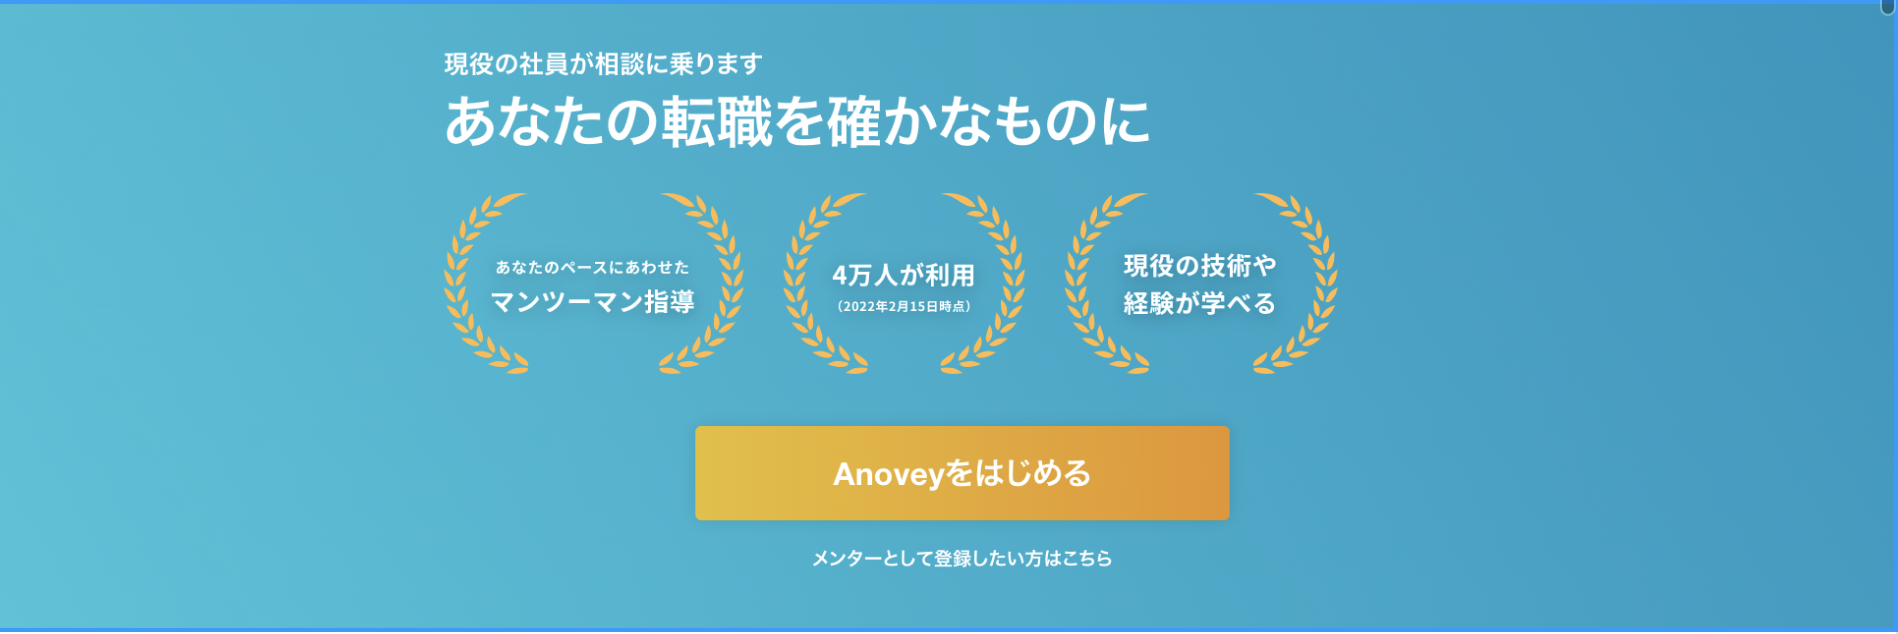 現役の社員が相談に乗ります
あなたの転職を確かなものに
あなたのペースにあわせた
マンツーマン指導
4万人が利用
（2022年2月15日時点）
現役の技術や
経験が学べる
Anoveyをはじめる
メンターとして登録したい方はこちら